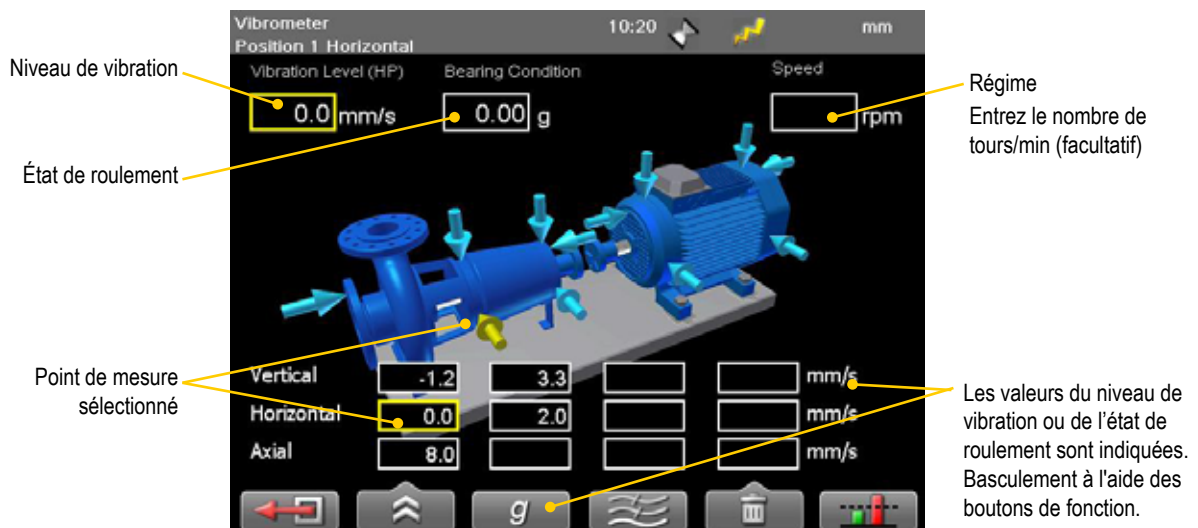 Vibrometer
Position 1 Horizontal
10:20
mm
Niveau de vibration
Vibration Level (HP)
Bearing Condition
Speed
0.0 mm/s
0.00 g
rpm
Régime
Entrez le nombre de
tours/min (facultatif)
État de roulement
Point de mesure
sélectionné
Vertical -1.2 3.3 mm/s
Horizontal 0.0 2.0 mm/s
Axial 8.0 mm/s
g
Les valeurs du niveau de
vibration ou de l’état de
roulement sont indiquées.
Basculement à l'aide des
boutons de fonction.